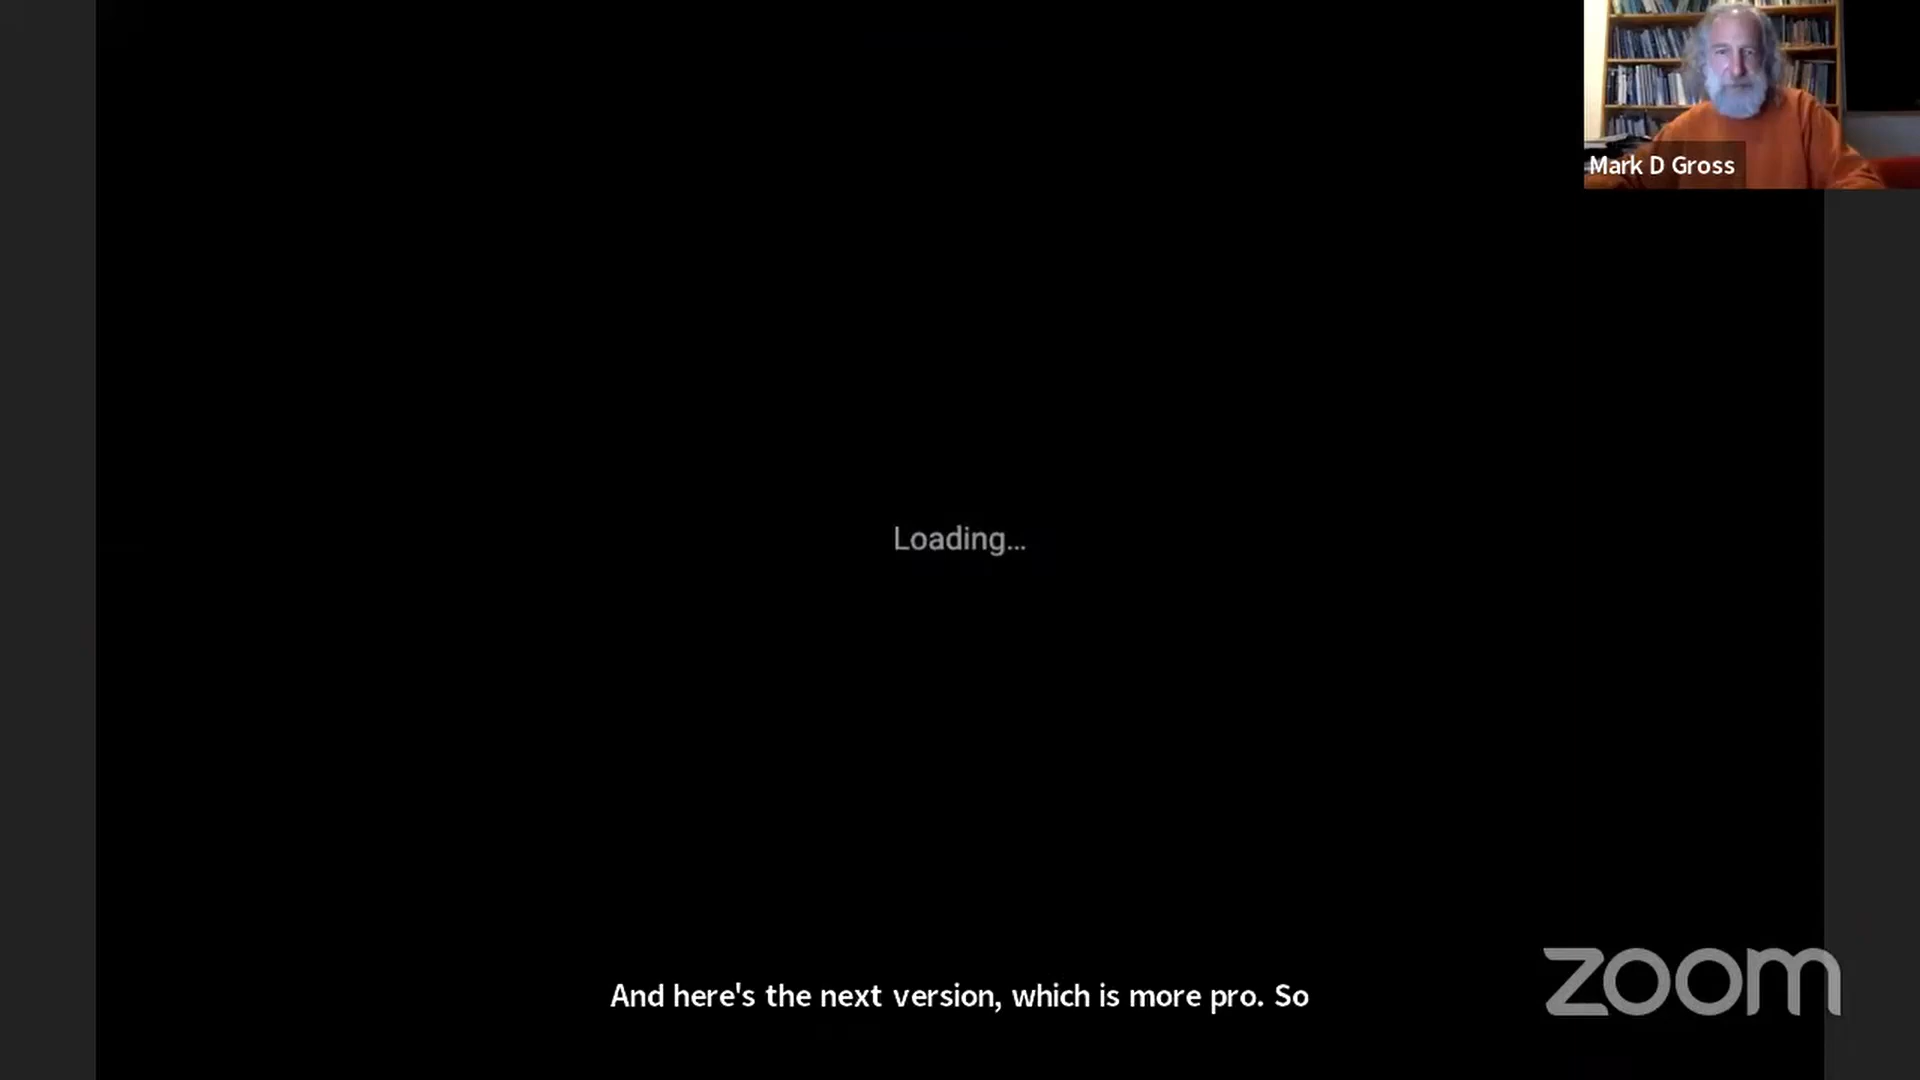 Mark D Gross
Loading...
And here's the next version, which is more pro. So
zoom